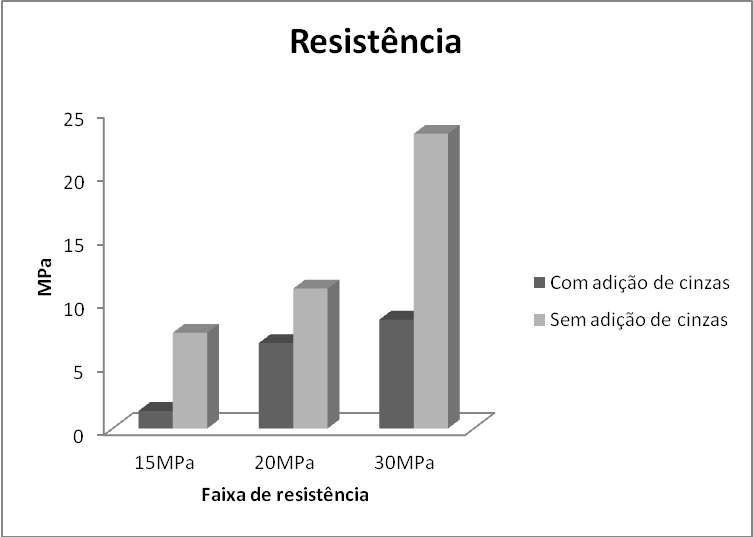 Resistência
25
20
15
10
5
0
MPa
15MPa
20MPa
30MPa
Faixa de resistência
Com adição de cinzas
Sem adição de cinzas